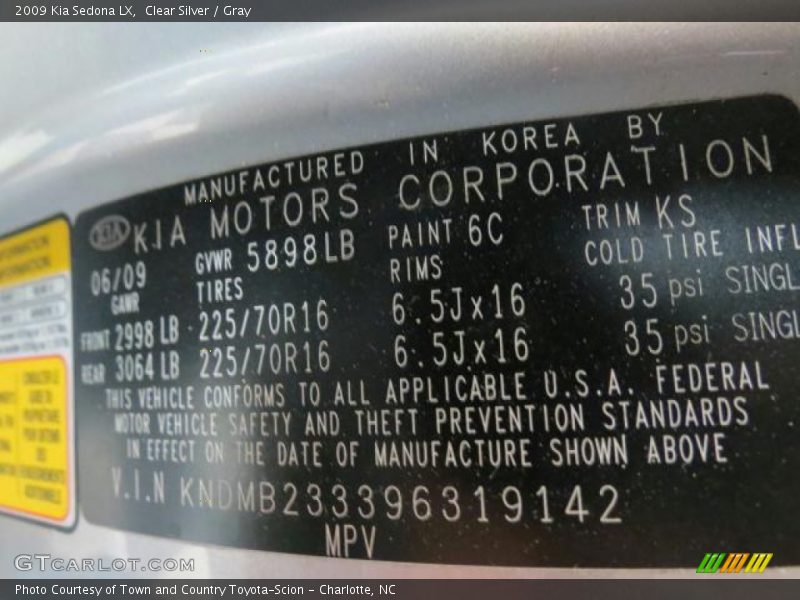 2009 Kia Sedona LX, Clear Silver / Gray
MANUFACTURED IN KOREA BY
KIA KIA MOTORS CORPORATION
06/09 GVWR 5898LB PAINT 6C TRIM KS
GAWR TIRES RIMS COLD TIRE INFL
FRONT 2998 LB 225/70R16 6.5Jx16 35 psi SINGL
REAR 3064 LB 225/70R16 6.5Jx16 35 psi SINGL
THIS VEHICLE CONFORMS TO ALL APPLICABLE U.S.A. FEDERAL
MOTOR VEHICLE SAFETY AND THEFT PREVENTION STANDARDS
IN EFFECT ON THE DATE OF MANUFACTURE SHOWN ABOVE
V.I.N KNDMB233396319142
MPV
GTCARLOT.COM
Photo Courtesy of Town and Country Toyota-Scion - Charlotte, NC